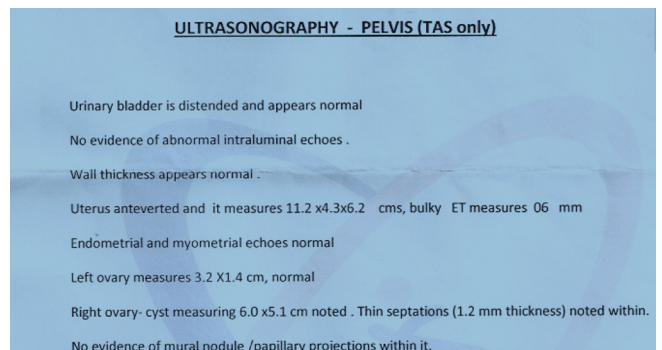 ULTRASONOGRAPHY - PELVIS (TAS only)
Urinary bladder is distended and appears normal
No evidence of abnormal intraluminal echoes .
Wall thickness appears normal .
Uterus anteverted and it measures 11.2 x4.3x6.2 cms, bulky ET measures 06 mm
Endometrial and myometrial echoes normal
Left ovary measures 3.2 X1.4 cm, normal
Right ovary- cyst measuring 6.0 x5.1 cm noted . Thin septations (1.2 mm thickness) noted within.
No evidence of mural nodule /papillary projections within it.